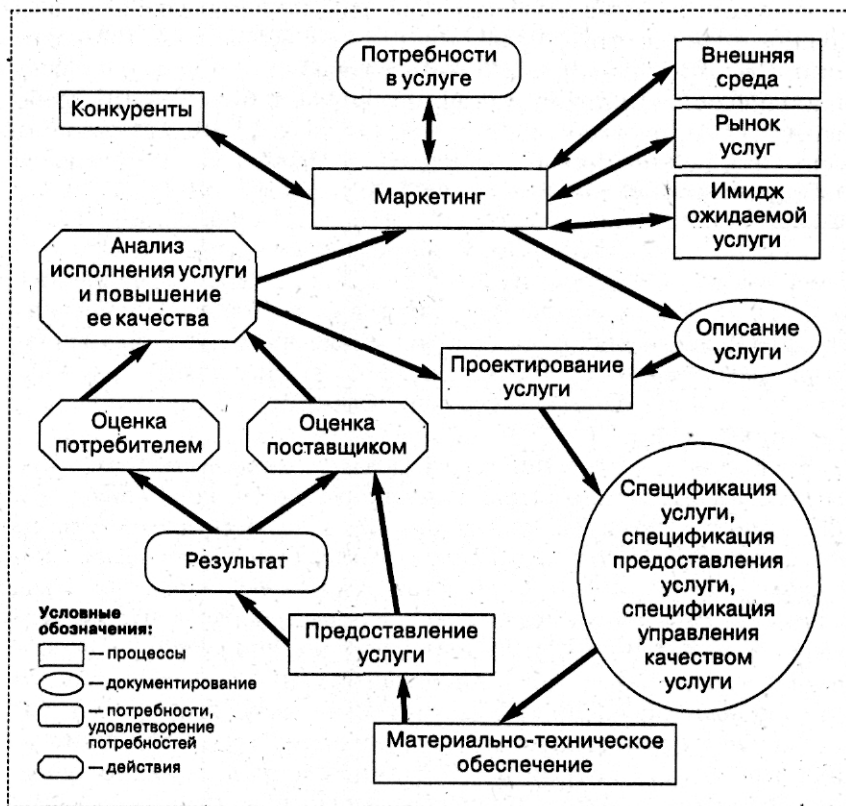 Потребности
в услуге
Внешняя
среда
Конкуренты
Рынок
услуг
Маркетинг
Имидж
ожидаемой
услуги
Анализ
исполнения услуги
и повышение
ее качества
Описание
услуги
Проектирование
услуги
Оценка
потребителем
Оценка
поставщиком
Спецификация
услуги,
спецификация
предоставления
услуги,
спецификация
управления
качеством
услуги
Результат
Предоставление
услуги
Материально-техническое
обеспечение
Условные
обозначения:
— процессы
— документирование
— потребности,
удовлетворение
потребностей
— действия